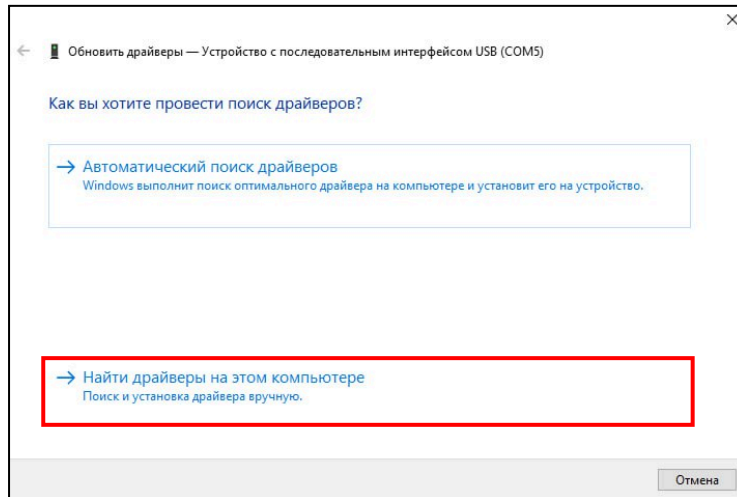 Обновить драйверы — Устройство с последовательным интерфейсом USB (COM5)
Как вы хотите провести поиск драйверов?
Автоматический поиск драйверов
Windows выполнит поиск оптимального драйвера на компьютере и установит его на устройство.
Найти драйверы на этом компьютере
Поиск и установка драйвера вручную.
Отмена